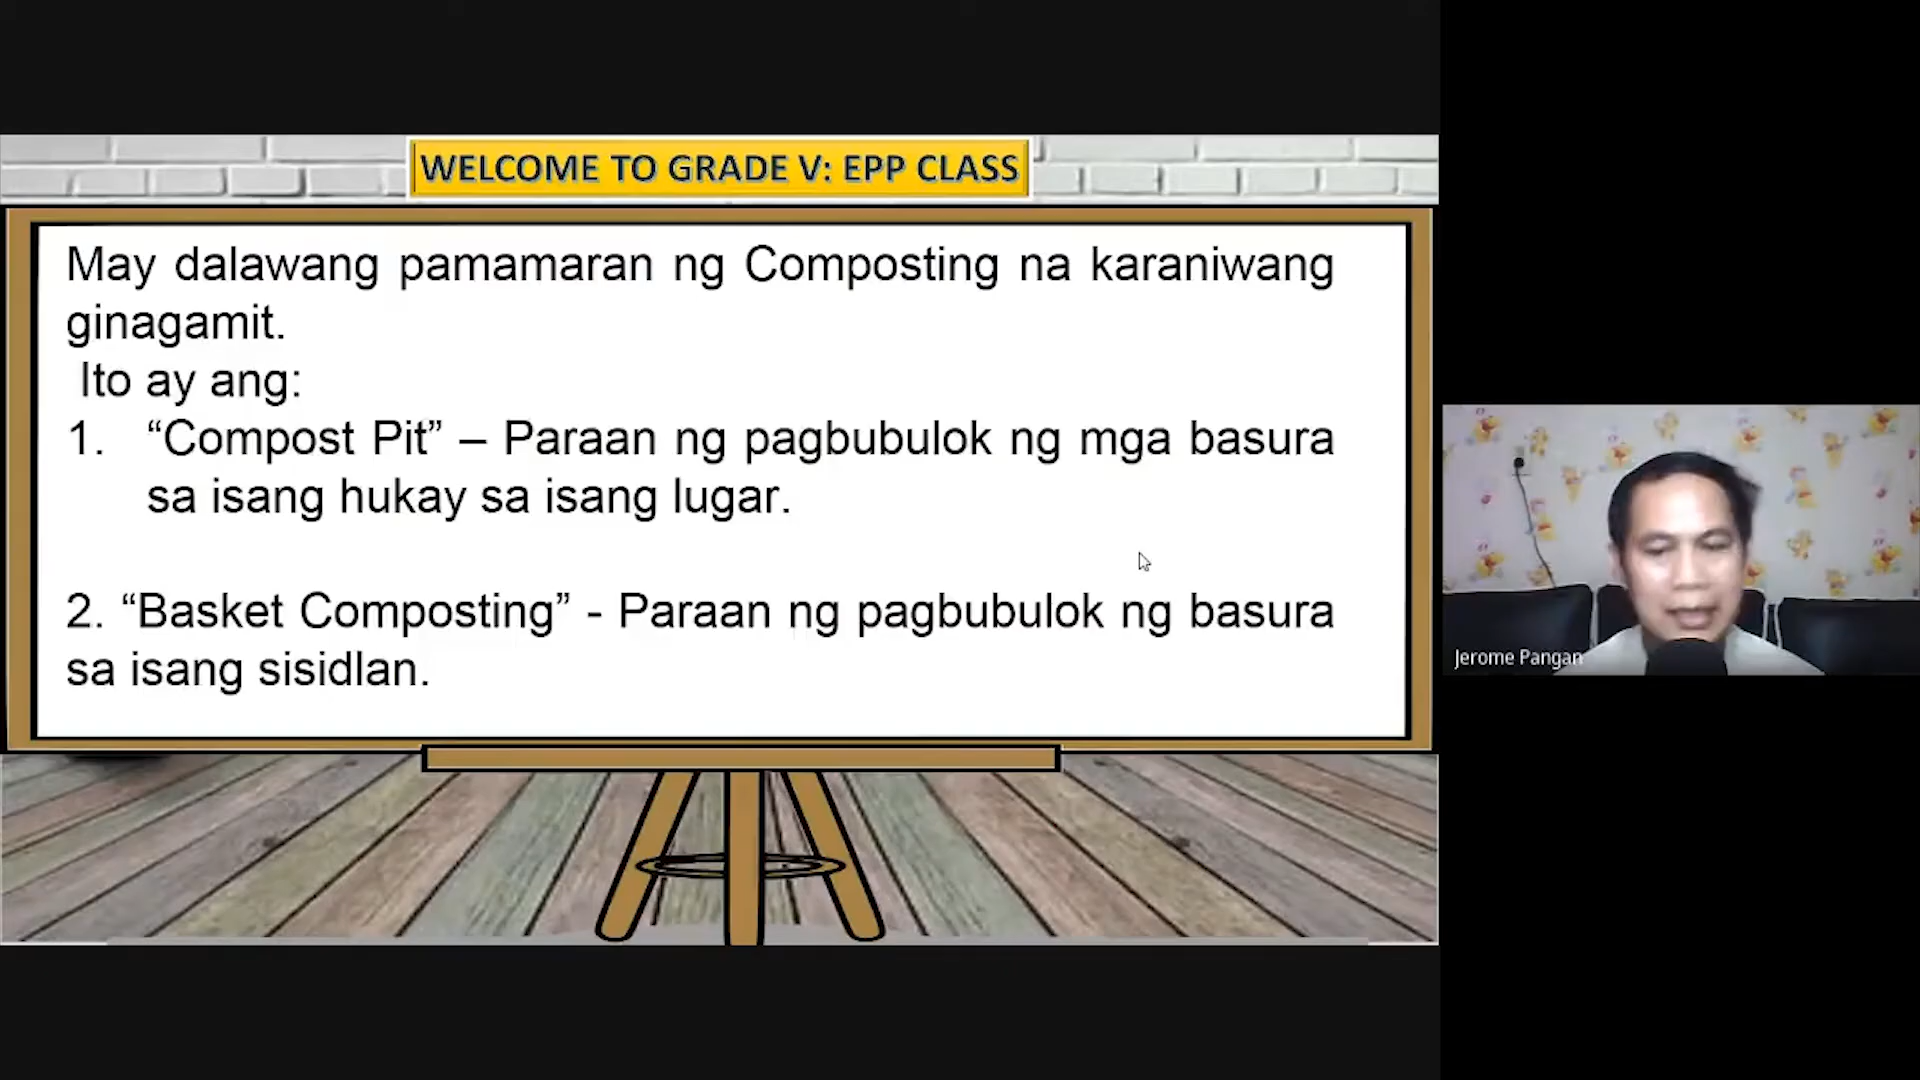 WELCOME TO GRADE V: EPP CLASS
May dalawang pamamaran ng Composting na karaniwang
ginagamit.
Ito ay ang:
1. “Compost Pit” – Paraan ng pagbubulok ng mga basura
sa isang hukay sa isang lugar.
2. “Basket Composting” - Paraan ng pagbubulok ng basura
sa isang sisidlan.
Jerome Pangan